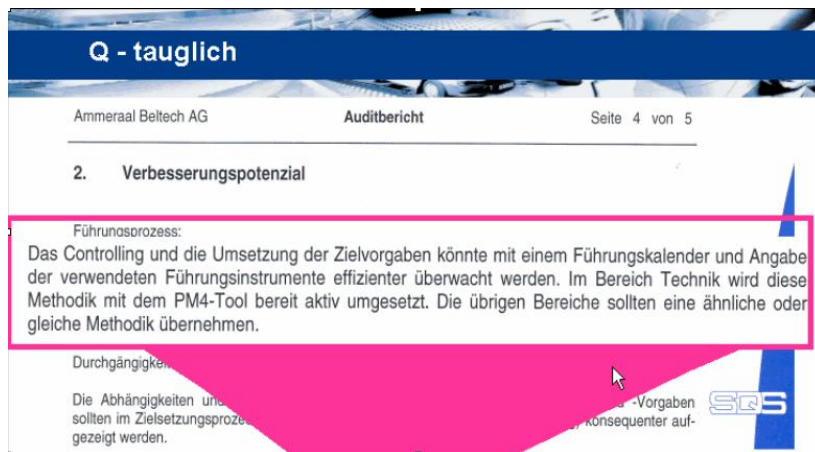 Q - tauglich
Ammeraal Beltech AG Auditbericht Seite 4 von 5
2. Verbesserungspotenzial
Führungsprozess:
Das Controlling und die Umsetzung der Zielvorgaben könnte mit einem Führungskalender und Angabe
der verwendeten Führungsinstrumente effizienter überwacht werden. Im Bereich Technik wird diese
Methodik mit dem PM4-Tool bereit aktiv umgesetzt. Die übrigen Bereiche sollten eine ähnliche oder
gleiche Methodik übernehmen.
Die Abhängigkeiten -Vorgaben
sollten im konsequenter auf-
gezeigt werden.
SQS